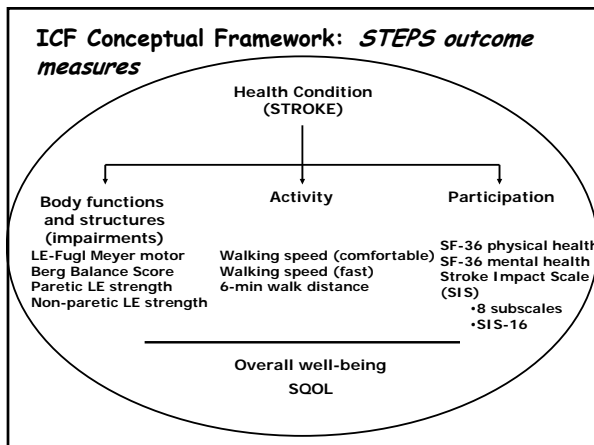 ICF Conceptual Framework: STEPS outcome
measures
Health Condition
(STROKE)
Body functions
and structures
(impairments)
LE-Fugl Meyer motor
Berg Balance Score
Paretic LE strength
Non-paretic LE strength
Activity
Walking speed (comfortable)
Walking speed (fast)
6-min walk distance
Participation
SF-36 physical health
SF-36 mental health
Stroke Impact Scale
(SIS)
•8 subscales
•SIS-16
Overall well-being
SQOL